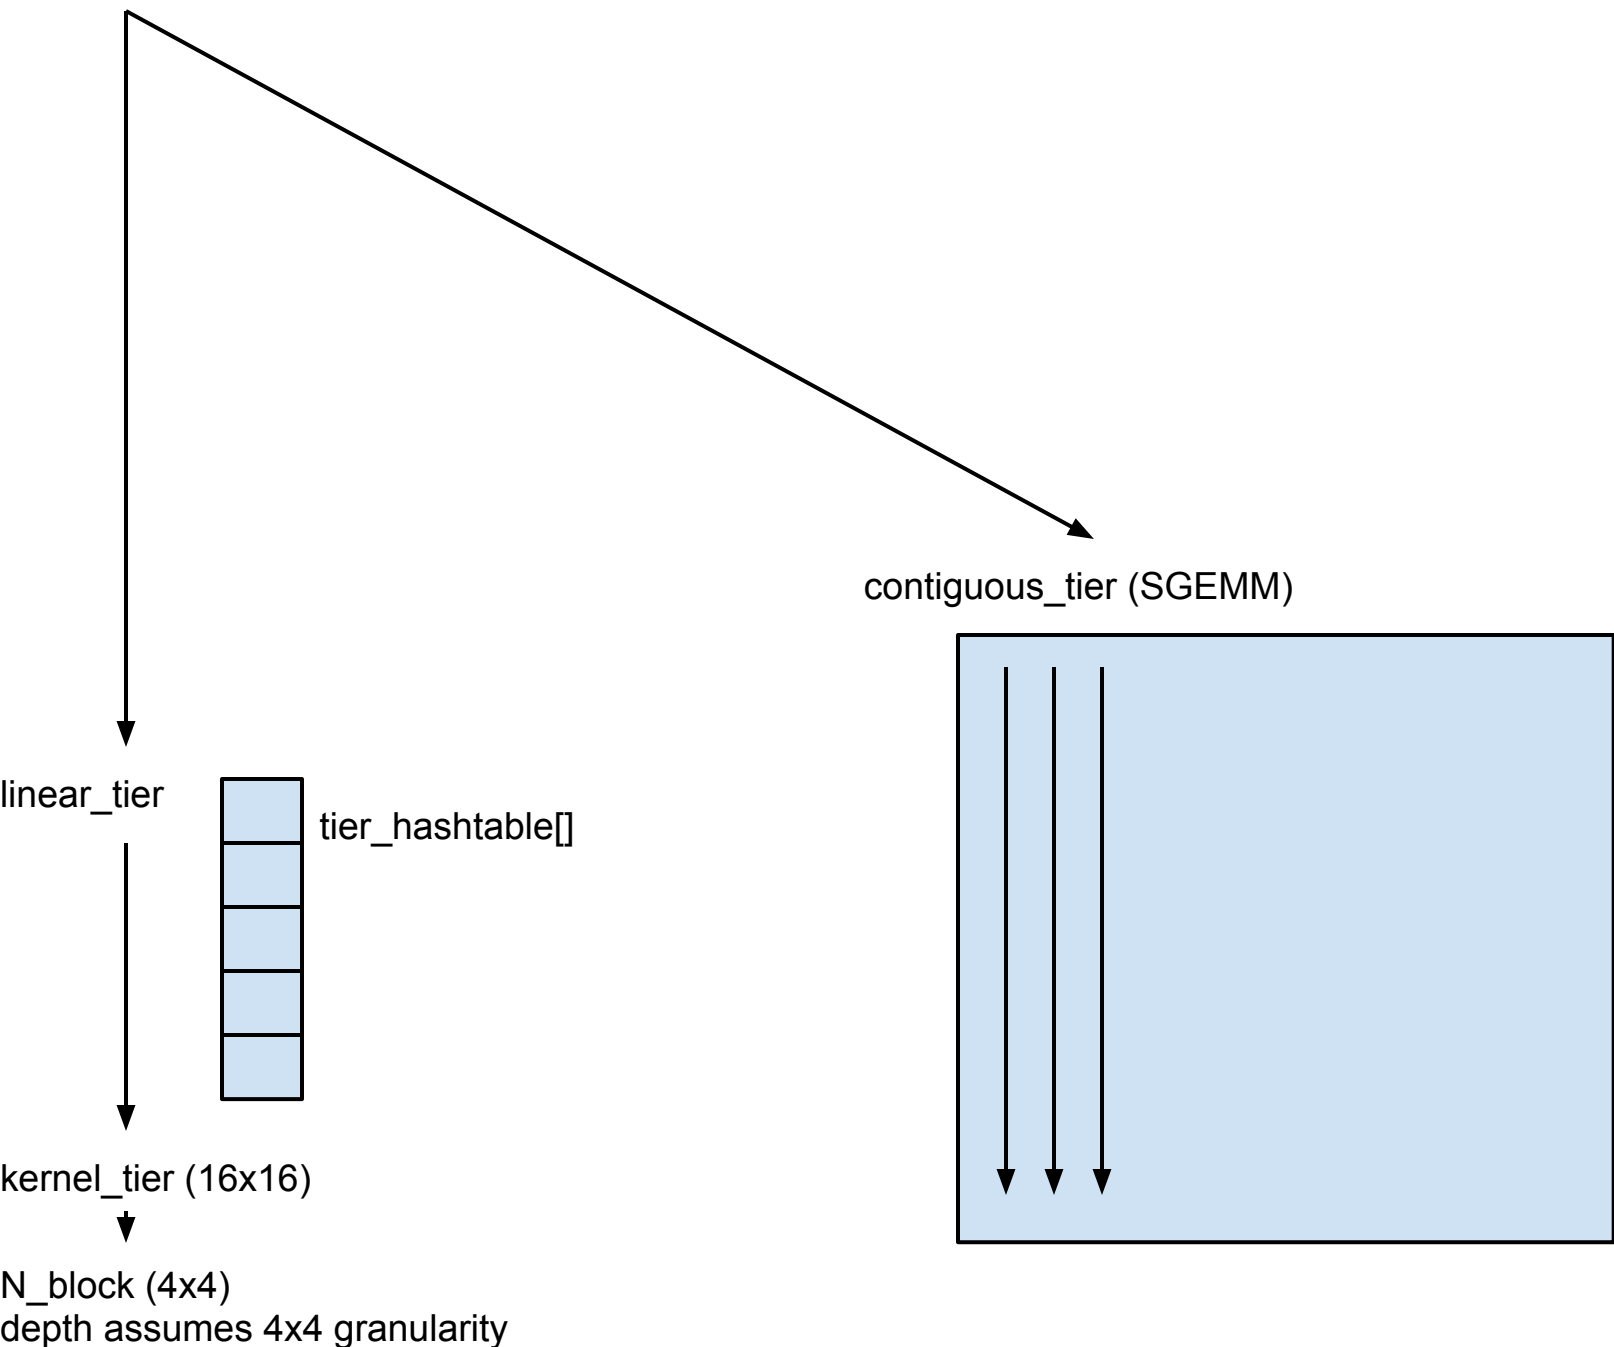 contiguous_tier (SGEMM)
linear_tier
tier_hashtable[]
kernel_tier (16x16)
N_block (4x4)
depth assumes 4x4 granularity